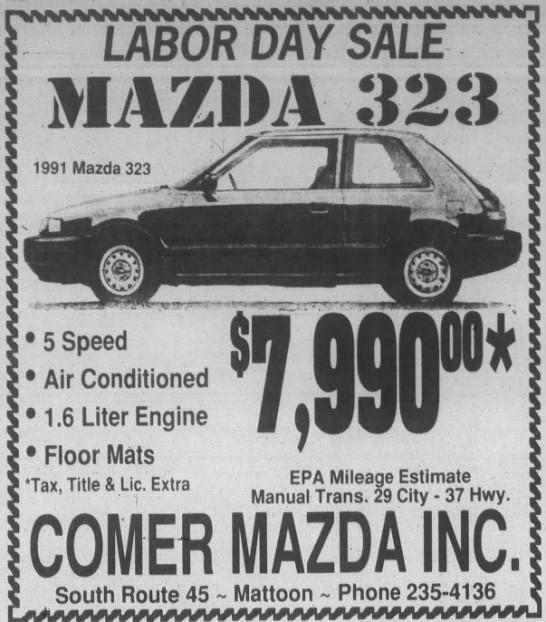 LABOR DAY SALE
MAZDA 323
1991 Mazda 323
• 5 Speed
• Air Conditioned
• 1.6 Liter Engine
• Floor Mats
*Tax, Title & Lic. Extra
$7,990.00*
EPA Mileage Estimate
Manual Trans. 29 City - 37 Hwy.
COMER MAZDA INC.
South Route 45 ~ Mattoon ~ Phone 235-4136